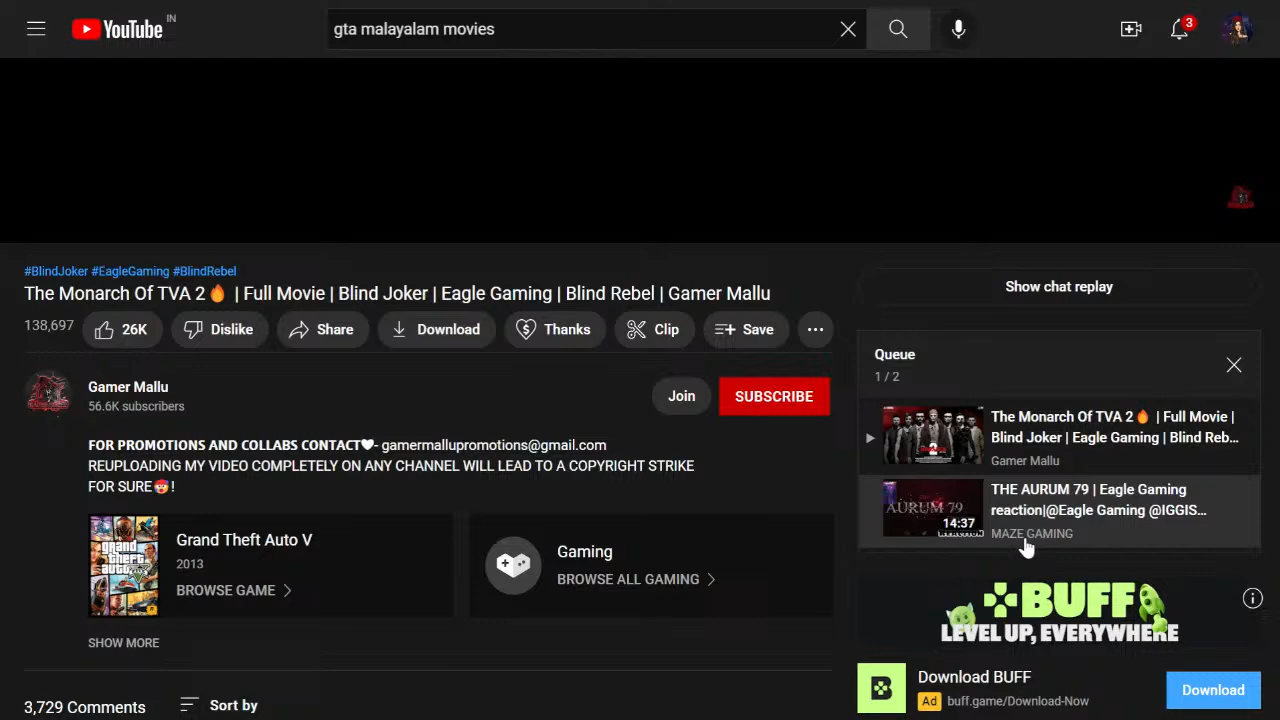 YouTube IN
gta malayalam movies
3
#BlindJoker #EagleGaming #BlindRebel
The Monarch Of TVA 2🔥 | Full Movie | Blind Joker | Eagle Gaming | Blind Rebel | Gamer Mallu
138,697
26K
Dislike
Share
Download
Thanks
Clip
Save
Gamer Mallu
56.6K subscribers
Join
SUBSCRIBE
FOR PROMOTIONS AND COLLABS CONTACT🖤- gamermallupromotions@gmail.com
REUPLOADING MY VIDEO COMPLETELY ON ANY CHANNEL WILL LEAD TO A COPYRIGHT STRIKE
FOR SURE🎅!
grand
theft
auto
V
Grand Theft Auto V
2013
BROWSE GAME
Gaming
BROWSE ALL GAMING
SHOW MORE
3,729 Comments
Sort by
Show chat replay
Queue
1 / 2
2
The Monarch Of TVA 2🔥 | Full Movie |
Blind Joker | Eagle Gaming | Blind Reb...
Gamer Mallu
AURUM 79
14:37
REACTION
THE AURUM 79 | Eagle Gaming
reaction|@Eagle Gaming @IGGIS...
MAZE GAMING
BUFF
LEVEL UP, EVERYWHERE
B
Download BUFF
Ad buff.game/Download-Now
Download